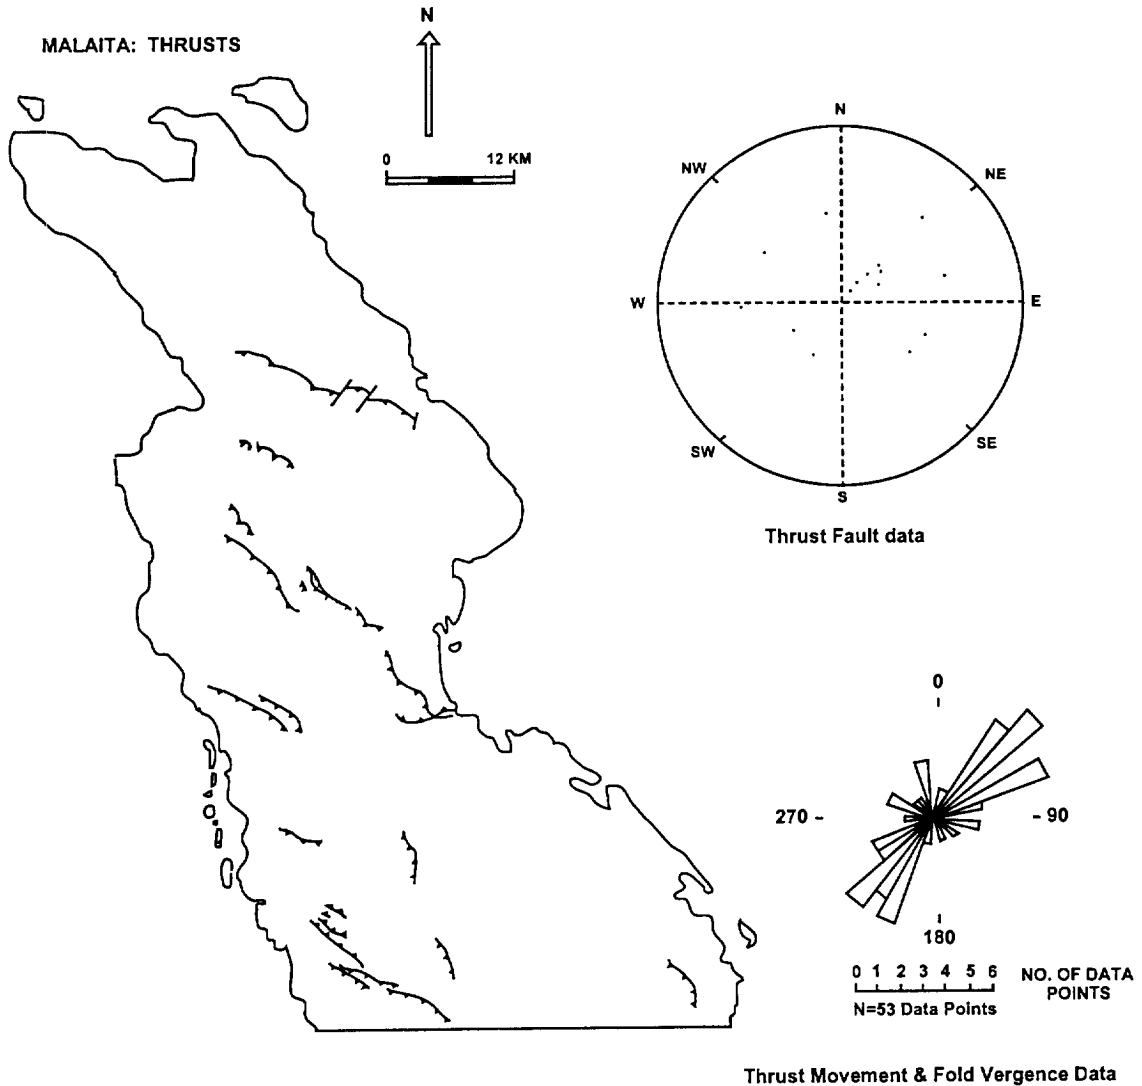 MALAITA: THRUSTS
N
0 12 KM
N
NW
NE
W
E
SW
SE
S
Thrust Fault data
0
270 –
– 90
180
0 1 2 3 4 5 6
NO. OF DATA
POINTS
N=53 Data Points
Thrust Movement & Fold Vergence Data